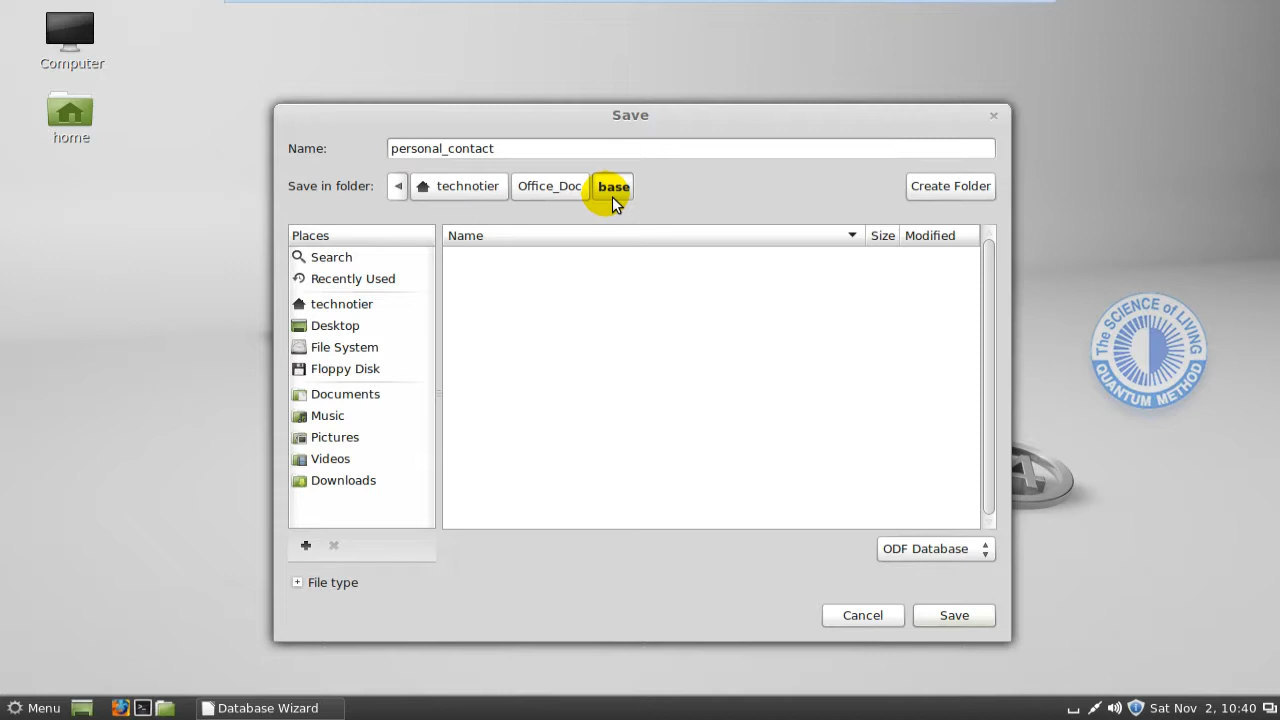 Computer
home
Save
Name: personal_contact
Save in folder: technotier Office_Doc base Create Folder
Places Name Size Modified
Search
Recently Used
technotier
Desktop
File System
Floppy Disk
Documents
Music
Pictures
Videos
Downloads
ODF Database
File type
Cancel Save
The SCIENCE of LIVING
QUANTUM METHOD
Menu Database Wizard Sat Nov 2, 10:40